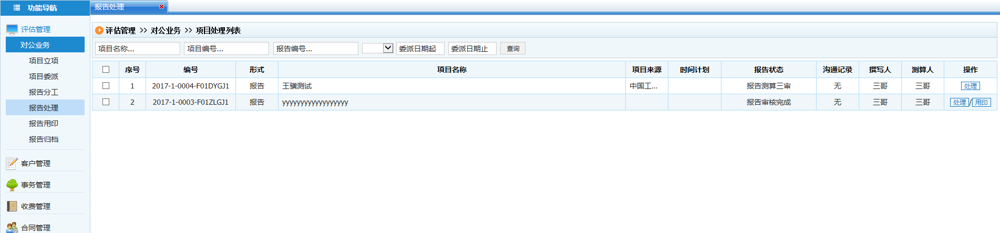 功能导航
报告处理
评估管理
对公业务
项目立项
项目委派
报告分工
报告处理
报告用印
报告归档
客户管理
事务管理
收费管理
合同管理
评估管理 >> 对公业务 >> 项目处理列表
项目名称... 项目编号... 报告编号... 委派日期起 委派日期止 查询
序号 编号 形式 项目名称 项目来源 时间计划 报告状态 沟通记录 撰写人 测算人 操作
1 2017-1-0004-F01DYGJ1 报告 王骥测试 中国工... 报告测算三审 无 三哥 三哥 处理
2 2017-1-0003-F01ZLGJ1 报告 yyyyyyyyyyyyyyyyyy 报告审核完成 无 三哥 三哥 处理/用印